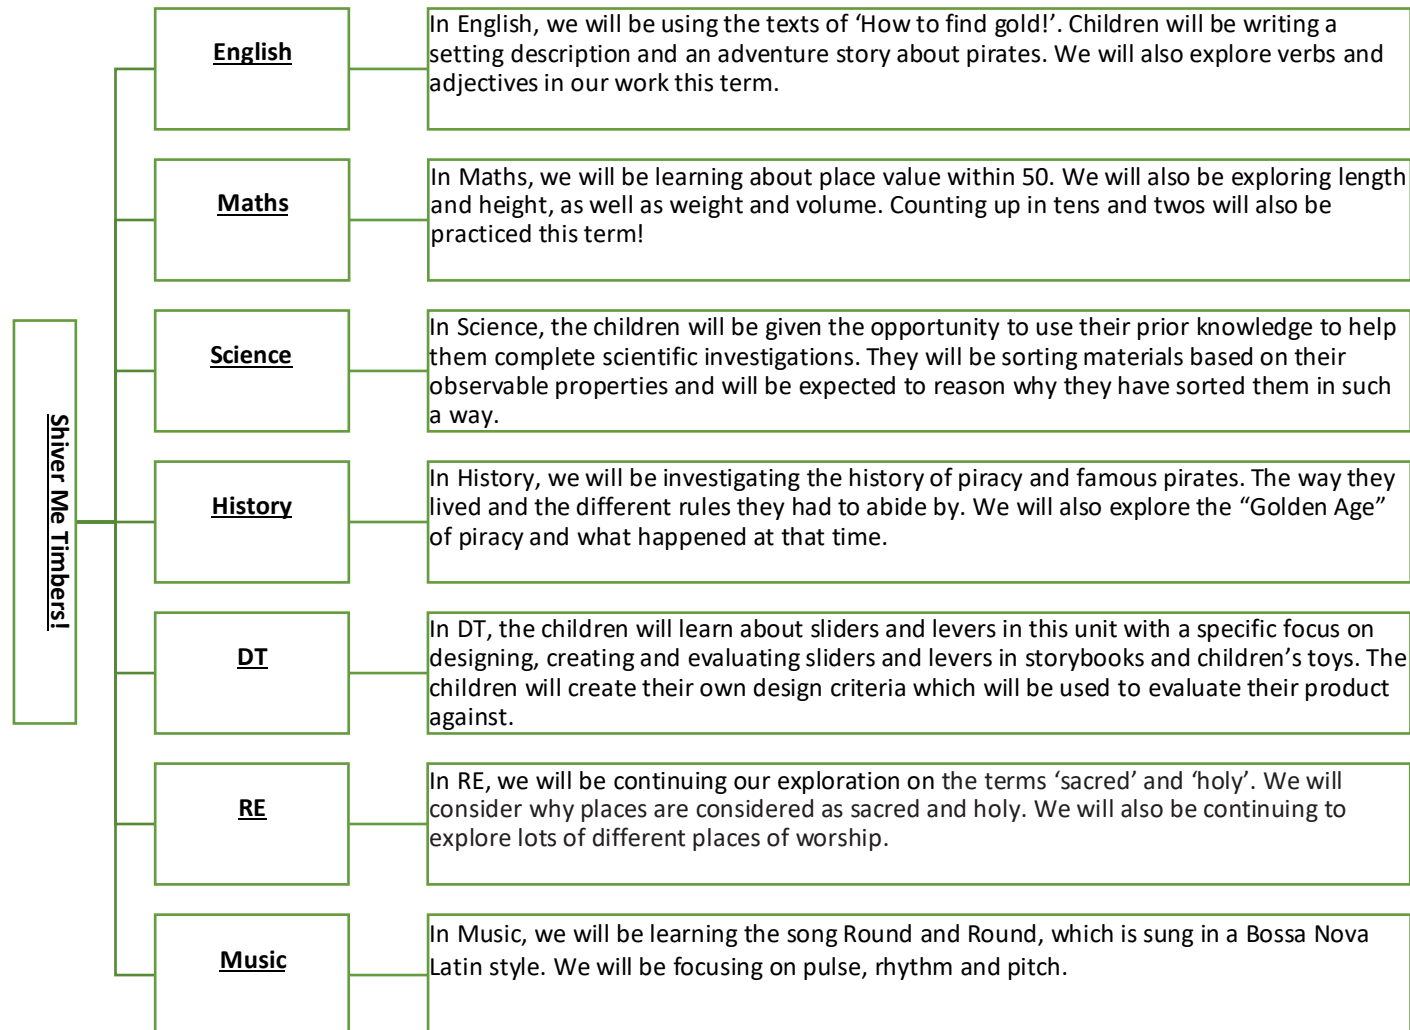 Shiver Me Timbers!
English
In English, we will be using the texts of ‘How to find gold!’. Children will be writing a
setting description and an adventure story about pirates. We will also explore verbs and
adjectives in our work this term.
Maths
In Maths, we will be learning about place value within 50. We will also be exploring length
and height, as well as weight and volume. Counting up in tens and twos will also be
practiced this term!
Science
In Science, the children will be given the opportunity to use their prior knowledge to help
them complete scientific investigations. They will be sorting materials based on their
observable properties and will be expected to reason why they have sorted them in such
a way.
History
In History, we will be investigating the history of piracy and famous pirates. The way they
lived and the different rules they had to abide by. We will also explore the “Golden Age”
of piracy and what happened at that time.
DT
In DT, the children will learn about sliders and levers in this unit with a specific focus on
designing, creating and evaluating sliders and levers in storybooks and children’s toys. The
children will create their own design criteria which will be used to evaluate their product
against.
RE
In RE, we will be continuing our exploration on the terms ‘sacred’ and ‘holy’. We will
consider why places are considered as sacred and holy. We will also be continuing to
explore lots of different places of worship.
Music
In Music, we will be learning the song Round and Round, which is sung in a Bossa Nova
Latin style. We will be focusing on pulse, rhythm and pitch.